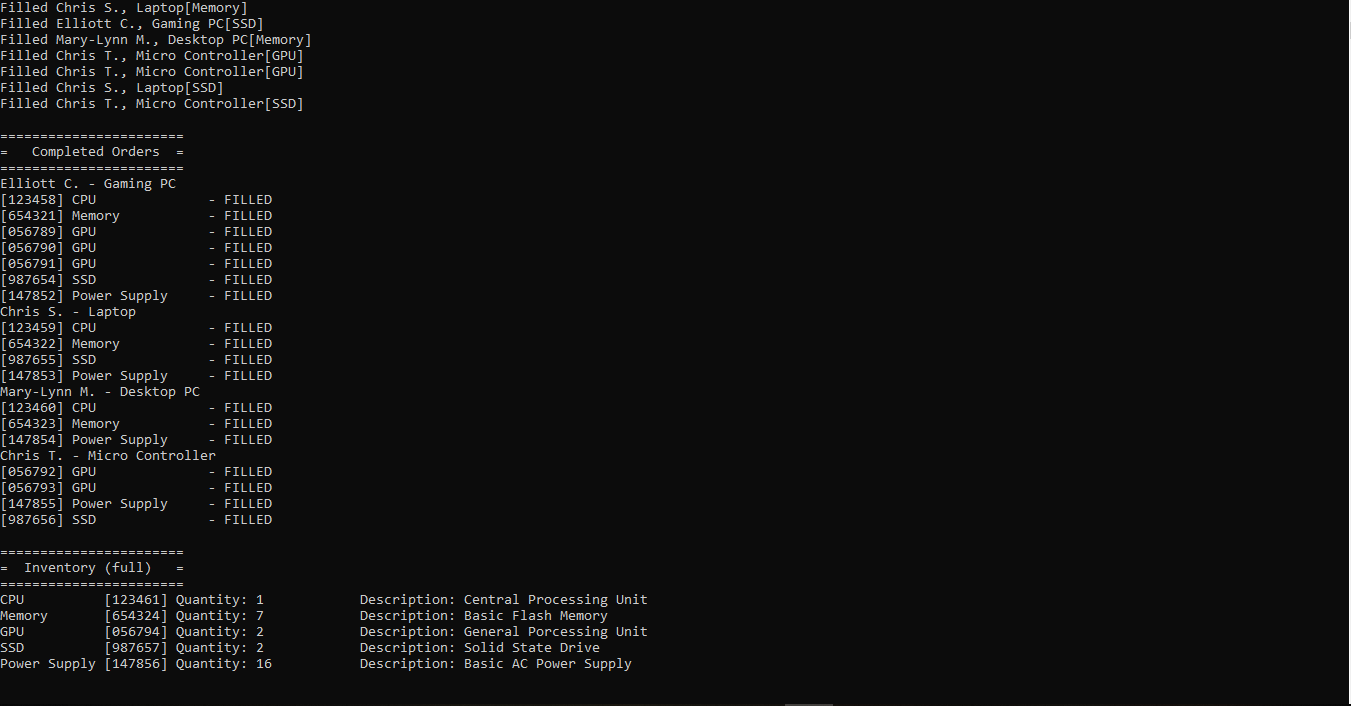 Filled Chris S., Laptop[Memory]
Filled Elliott C., Gaming PC[SSD]
Filled Mary-Lynn M., Desktop PC[Memory]
Filled Chris T., Micro Controller[GPU]
Filled Chris T., Micro Controller[GPU]
Filled Chris S., Laptop[SSD]
Filled Chris T., Micro Controller[SSD]

=======================
=   Completed Orders  =
=======================
Elliott C. - Gaming PC
[123458] CPU              - FILLED
[654321] Memory           - FILLED
[056789] GPU              - FILLED
[056790] GPU              - FILLED
[056791] GPU              - FILLED
[987654] SSD              - FILLED
[147852] Power Supply     - FILLED
Chris S. - Laptop
[123459] CPU              - FILLED
[654322] Memory           - FILLED
[987655] SSD              - FILLED
[147853] Power Supply     - FILLED
Mary-Lynn M. - Desktop PC
[123460] CPU              - FILLED
[654323] Memory           - FILLED
[147854] Power Supply     - FILLED
Chris T. - Micro Controller
[056792] GPU              - FILLED
[056793] GPU              - FILLED
[147855] Power Supply     - FILLED
[987656] SSD              - FILLED

=======================
=  Inventory (full)   =
=======================
CPU          [123461] Quantity: 1            Description: Central Processing Unit
Memory       [654324] Quantity: 7            Description: Basic Flash Memory
GPU          [056794] Quantity: 2            Description: General Porcessing Unit
SSD          [987657] Quantity: 2            Description: Solid State Drive
Power Supply [147856] Quantity: 16           Description: Basic AC Power Supply